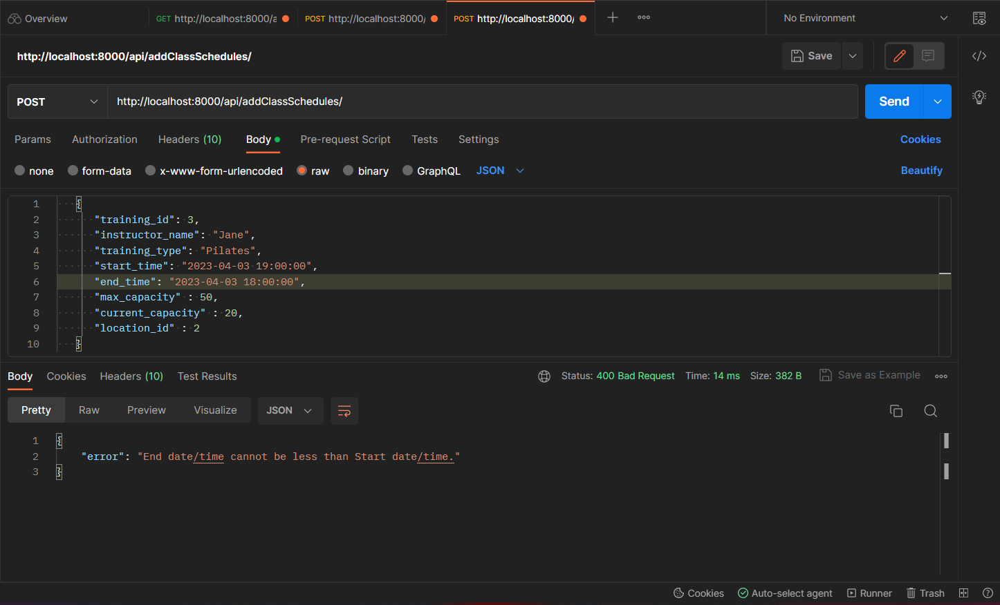 Overview
GET http://localhost:8000/a
POST http://localhost:8000/
POST http://localhost:8000/
No Environment
http://localhost:8000/api/addClassSchedules/
Save
POST
http://localhost:8000/api/addClassSchedules/
Send
Params Authorization Headers (10) Body Pre-request Script Tests Settings Cookies
none form-data x-www-form-urlencoded raw binary GraphQL JSON Beautify
1 {
2 "training_id": 3,
3 "instructor_name": "Jane",
4 "training_type": "Pilates",
5 "start_time": "2023-04-03 19:00:00",
6 "end_time": "2023-04-03 18:00:00",
7 "max_capacity" : 50,
8 "current_capacity" : 20,
9 "location_id" : 2
10 }
Body Cookies Headers (10) Test Results Status: 400 Bad Request Time: 14 ms Size: 382 B Save as Example
Pretty Raw Preview Visualize JSON
1 {
2 "error": "End date/time cannot be less than Start date/time."
3 }
Cookies Auto-select agent Runner Trash